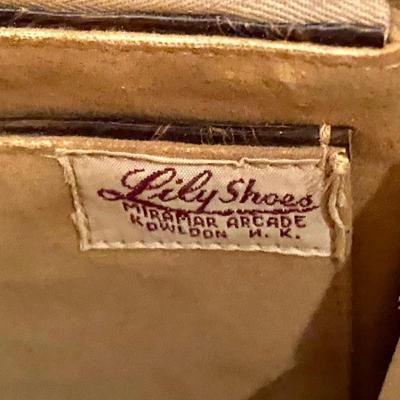 Lily Shoes
MIRAMAR ARCADE
KOWLOON H. K.